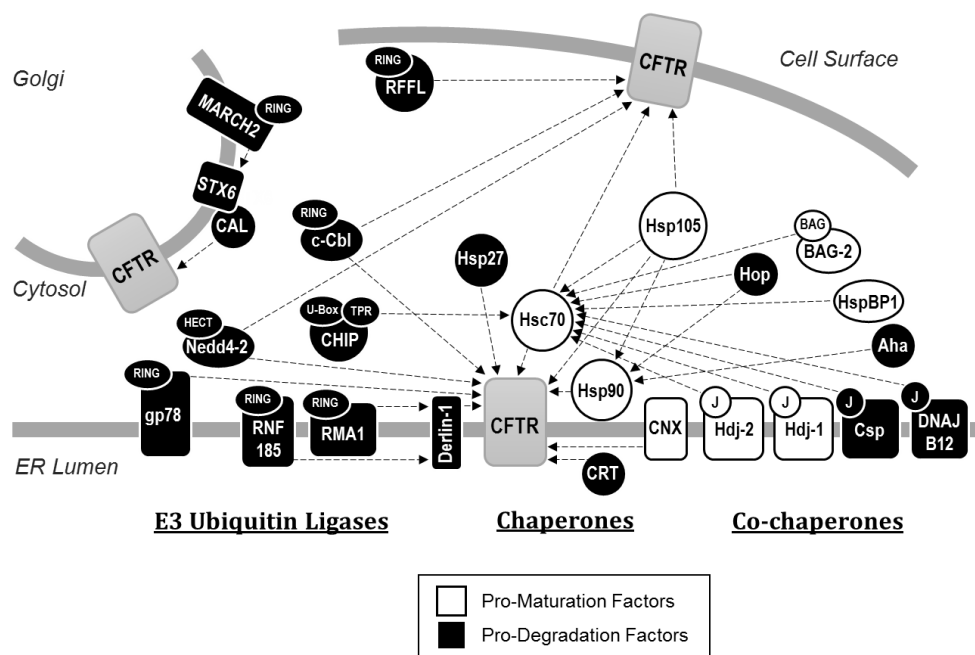 Golgi
Cell Surface
CFTR
RING
RFFL
MARCH2
RING
STX6
CAL
CFTR
Cytosol
RING
c-Cbl
Hsp27
Hsp105
BAG
BAG-2
Hop
HspBP1
Aha
HECT
Nedd4-2
U-Box
TPR
CHIP
Hsc70
Hsp90
RING
gp78
RING
RNF
185
RING
RMA1
Derlin-1
CFTR
CRT
CNX
J
Hdj-2
J
Hdj-1
J
Csp
J
DNAJ
B12
ER Lumen
E3 Ubiquitin Ligases
Chaperones
Co-chaperones
Pro-Maturation Factors
Pro-Degradation Factors